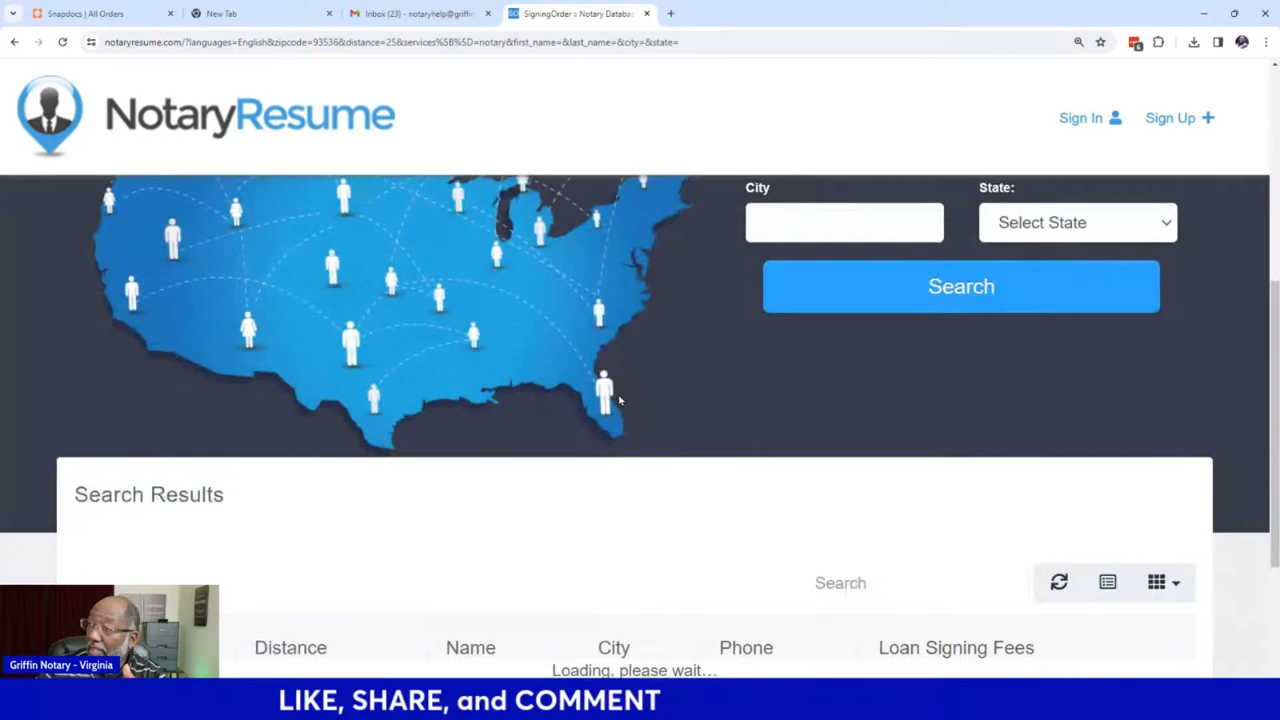 Snapdocs | All Orders
New Tab
Inbox (23) - notaryhelp@griffin
SigningOrder :: Notary Databas
notaryresume.com/?languages=English&zipcode=93536&distance=25&services%5B%5D=notary&first_name=&last_name=&city=&state=
6
NotaryResume
Sign In
Sign Up
City
State:
Select State
Search
Search Results
Search
Distance Name City Phone Loan Signing Fees
Loading, please wait...
Griffin Notary - Virginia
LIKE, SHARE, and COMMENT